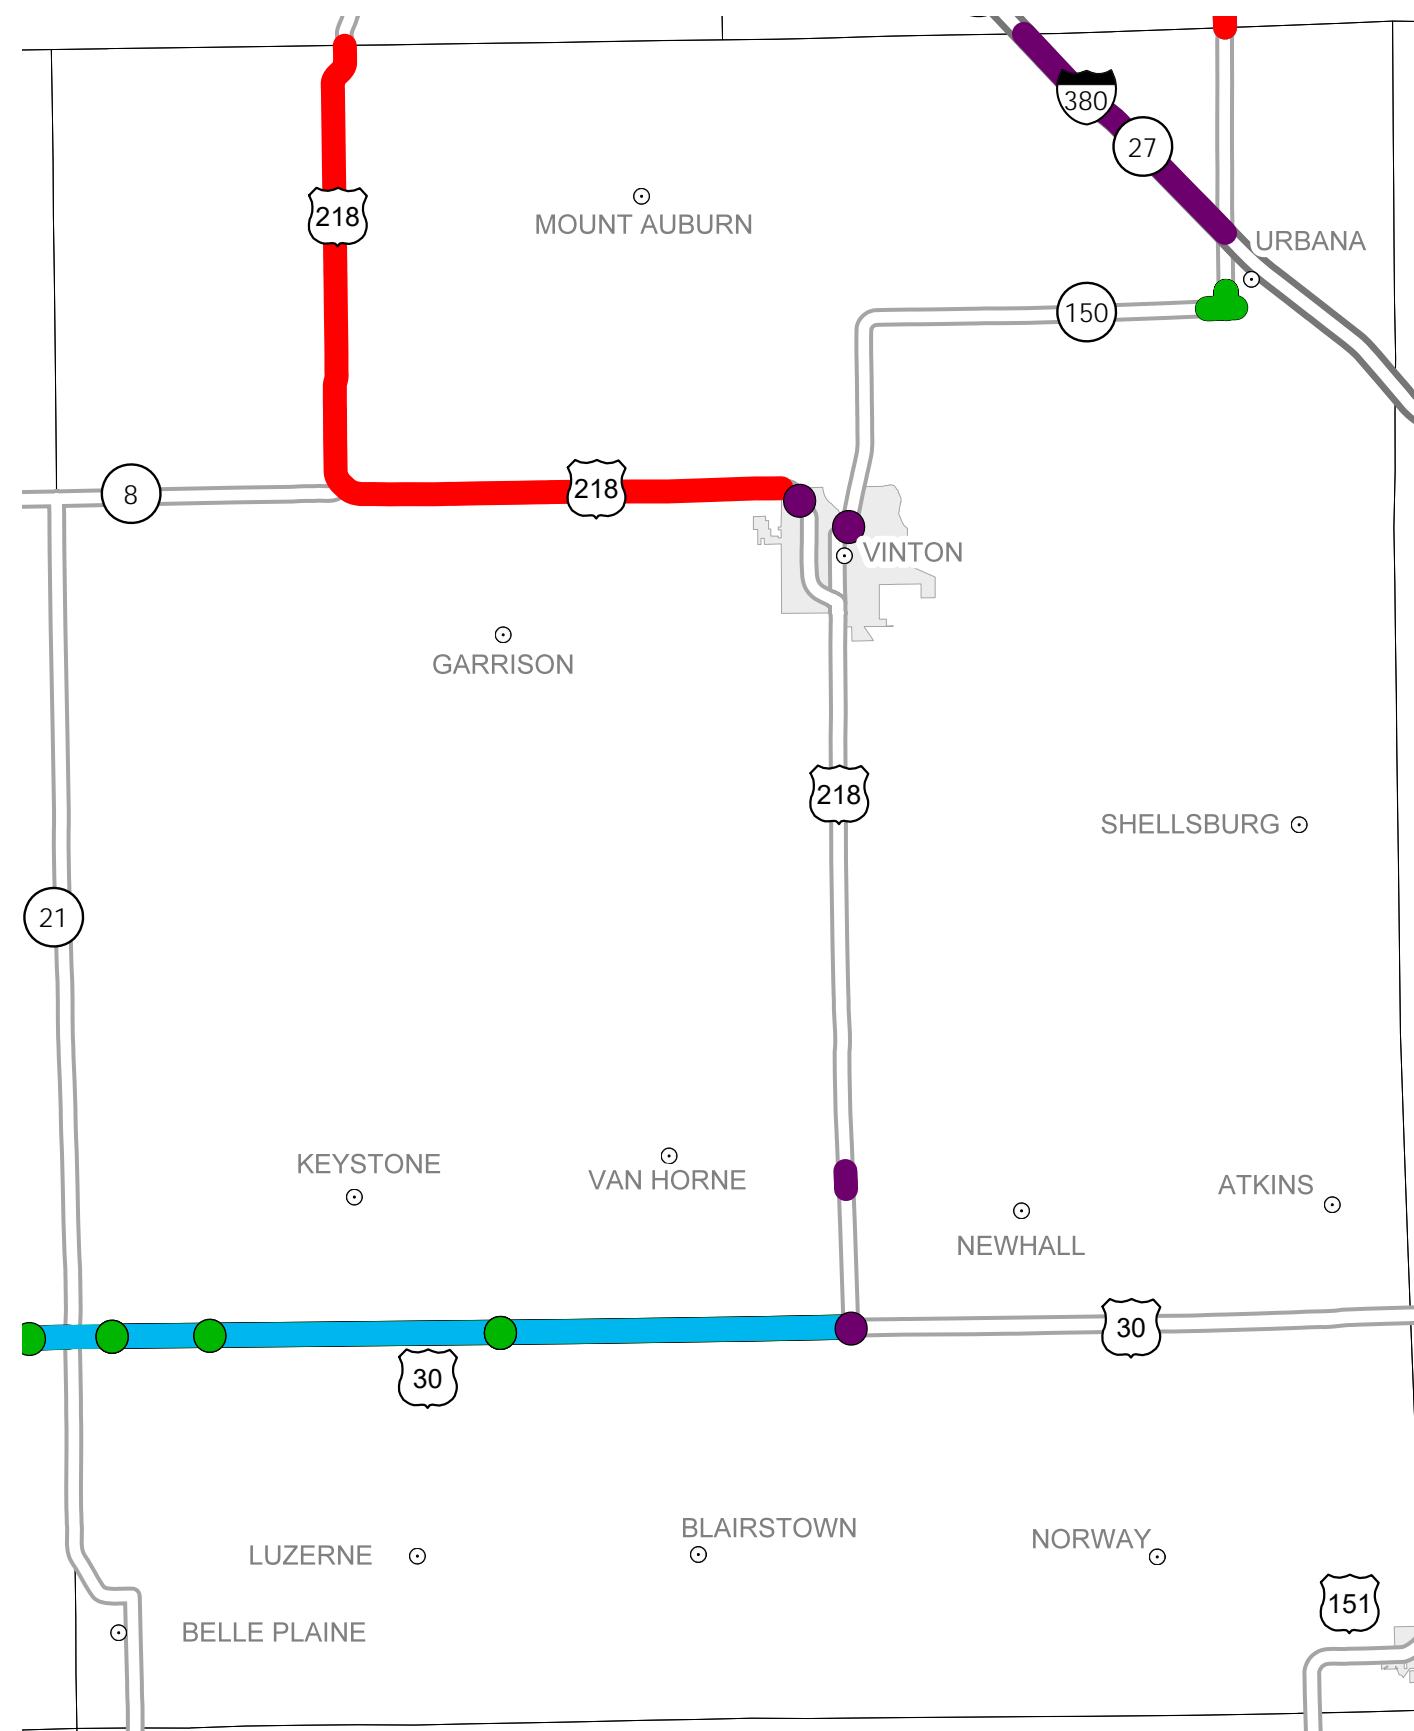 380
27
218
MOUNT AUBURN
URBANA
150
8
218
VINTON
GARRISON
218
SHELLSBURG
21
KEYSTONE
VAN HORNE
ATKINS
NEWHALL
30
30
BLAIRSTOWN
NORWAY
LUZERNE
151
BELLE PLAINE